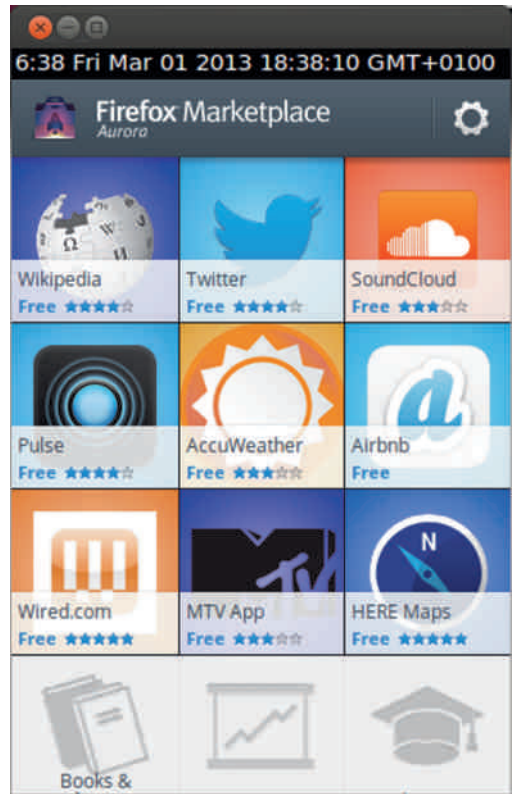 6:38 Fri Mar 01 2013 18:38:10 GMT+0100
Firefox Marketplace
Aurora
Wikipedia Twitter SoundCloud
Free Free Free
Pulse AccuWeather Airbnb
Free Free Free
Wired.com MTV App HERE Maps
Free Free Free
N
Books &